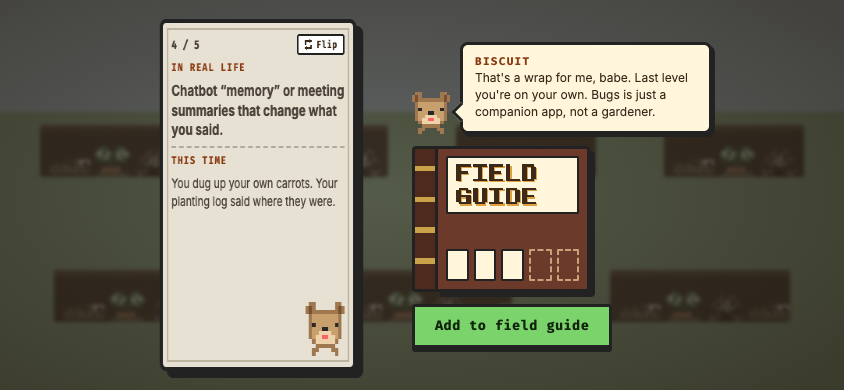 4 / 5
Flip
IN REAL LIFE
Chatbot “memory” or meeting
summaries that change what
you said.
THIS TIME
You dug up your own carrots. Your
planting log said where they were.
BISCUIT
That's a wrap for me, babe. Last level
you're on your own. Bugs is just a
companion app, not a gardener.
FIELD
GUIDE
Add to field guide